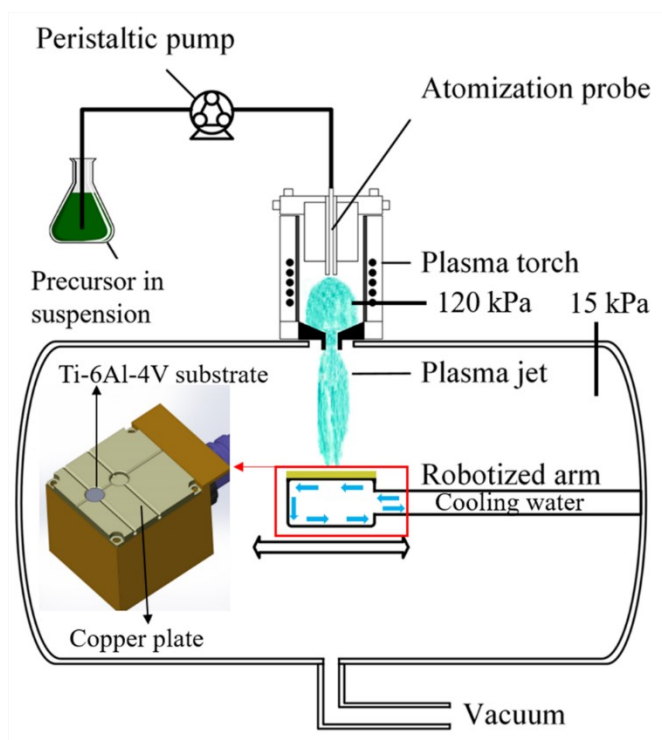 Peristaltic pump
Atomization probe
Precursor in
suspension
Plasma torch
120 kPa
15 kPa
Ti-6Al-4V substrate
Plasma jet
Robotized arm
Cooling water
Copper plate
Vacuum